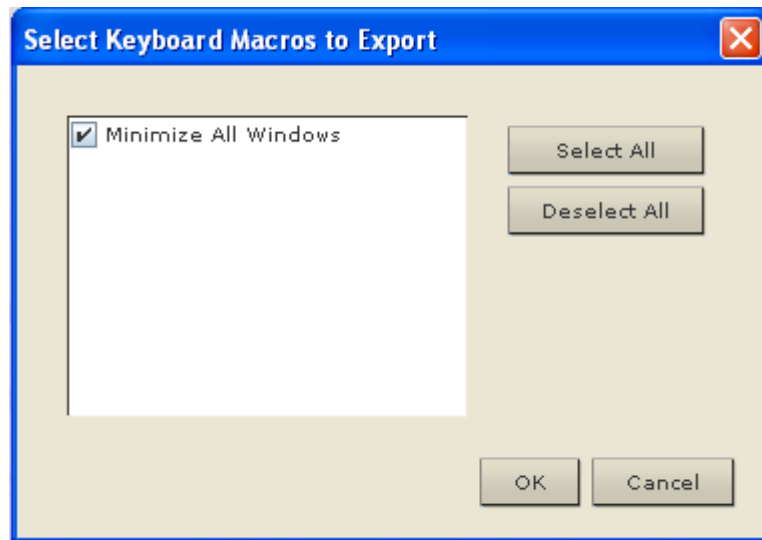 Select Keyboard Macros to Export
Minimize All Windows
Select All
Deselect All
OK
Cancel